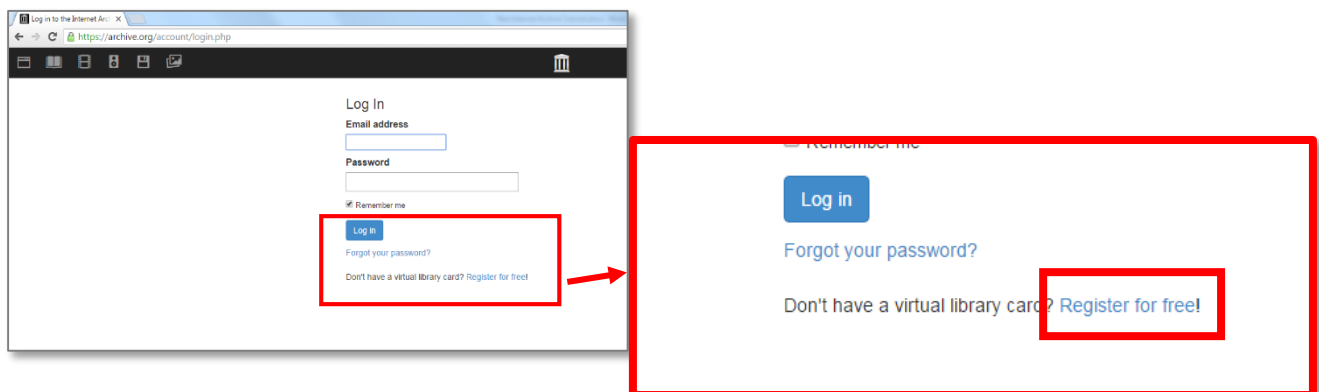 Log in to the Internet Arc
https://archive.org/account/login.php
Log In
Email address
Password
Remember me
Log in
Forgot your password?
Don't have a virtual library card? Register for free!
Remember me
Log in
Forgot your password?
Don't have a virtual library card? Register for free!